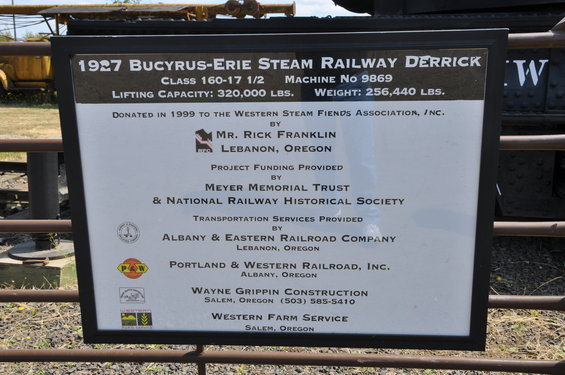 1927 BUCYRUS-ERIE STEAM RAILWAY DERRICK
CLASS 160-17 1/2 MACHINE NO 9869
LIFTING CAPACITY: 320,000 LBS. WEIGHT: 256,440 LBS.
DONATED IN 1999 TO THE WESTERN STEAM FIENDS ASSOCIATION, INC.
BY
MR. RICK FRANKLIN
LEBANON, OREGON
RFC
PROJECT FUNDING PROVIDED
BY
MEYER MEMORIAL TRUST
& NATIONAL RAILWAY HISTORICAL SOCIETY
TRANSPORTATION SERVICES PROVIDED
BY
ALBANY & EASTERN RAILROAD COMPANY
LEBANON, OREGON
P&W
PORTLAND & WESTERN RAILROAD, INC.
ALBANY, OREGON
WAYNE GRIPPIN CONSTRUCTION
SALEM, OREGON (503) 585-5410
WESTERN FARM SERVICE
SALEM, OREGON
W